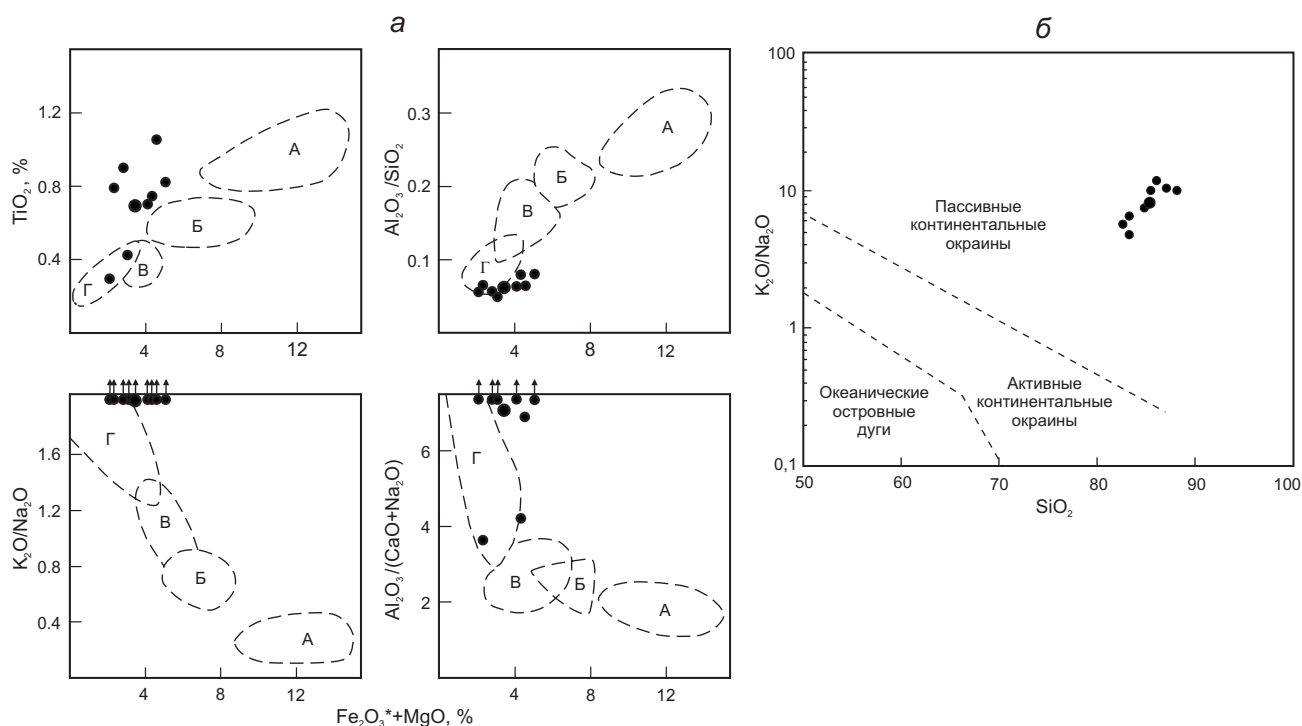 а
TiO₂, %
1.2
0.8
0.4
А
Б
В
Г
4
8
12
Al₂O₃/SiO₂
0.3
0.2
0.1
А
Б
В
Г
4
8
12
K₂O/Na₂O
1.6
1.2
0.8
0.4
Г
В
Б
А
4
8
12
Al₂O₃/(CaO+Na₂O)
6
4
2
Г
В
Б
А
4
8
12
Fe₂O₃*+MgO, %
б
K₂O/Na₂O
100
10
1
0,1
Пассивные
континентальные
окраины
Океанические
островные
дуги
Активные
континентальные
окраины
50
60
70
80
90
100
SiO₂